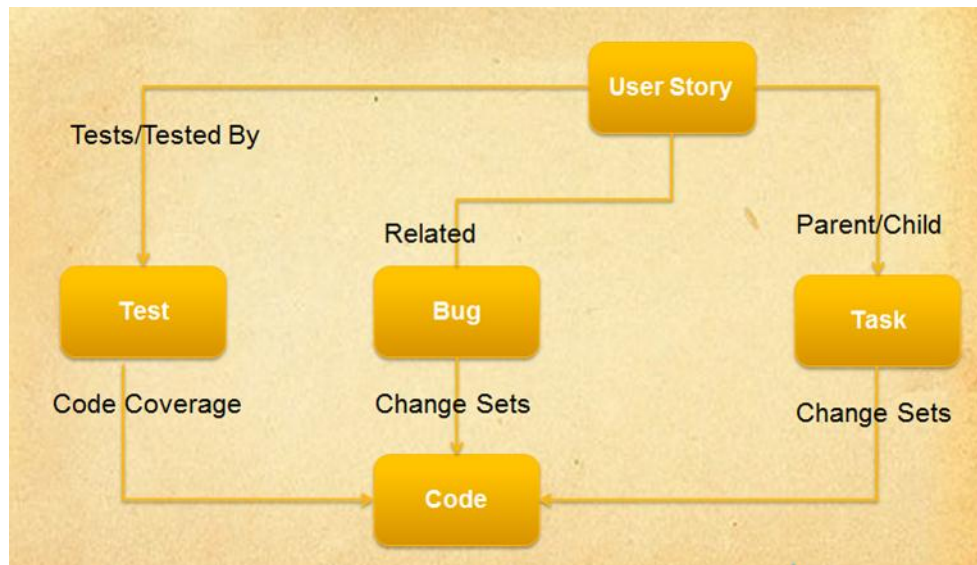 User Story
Tests/Tested By
Related
Parent/Child
Test
Bug
Task
Code Coverage
Change Sets
Change Sets
Code